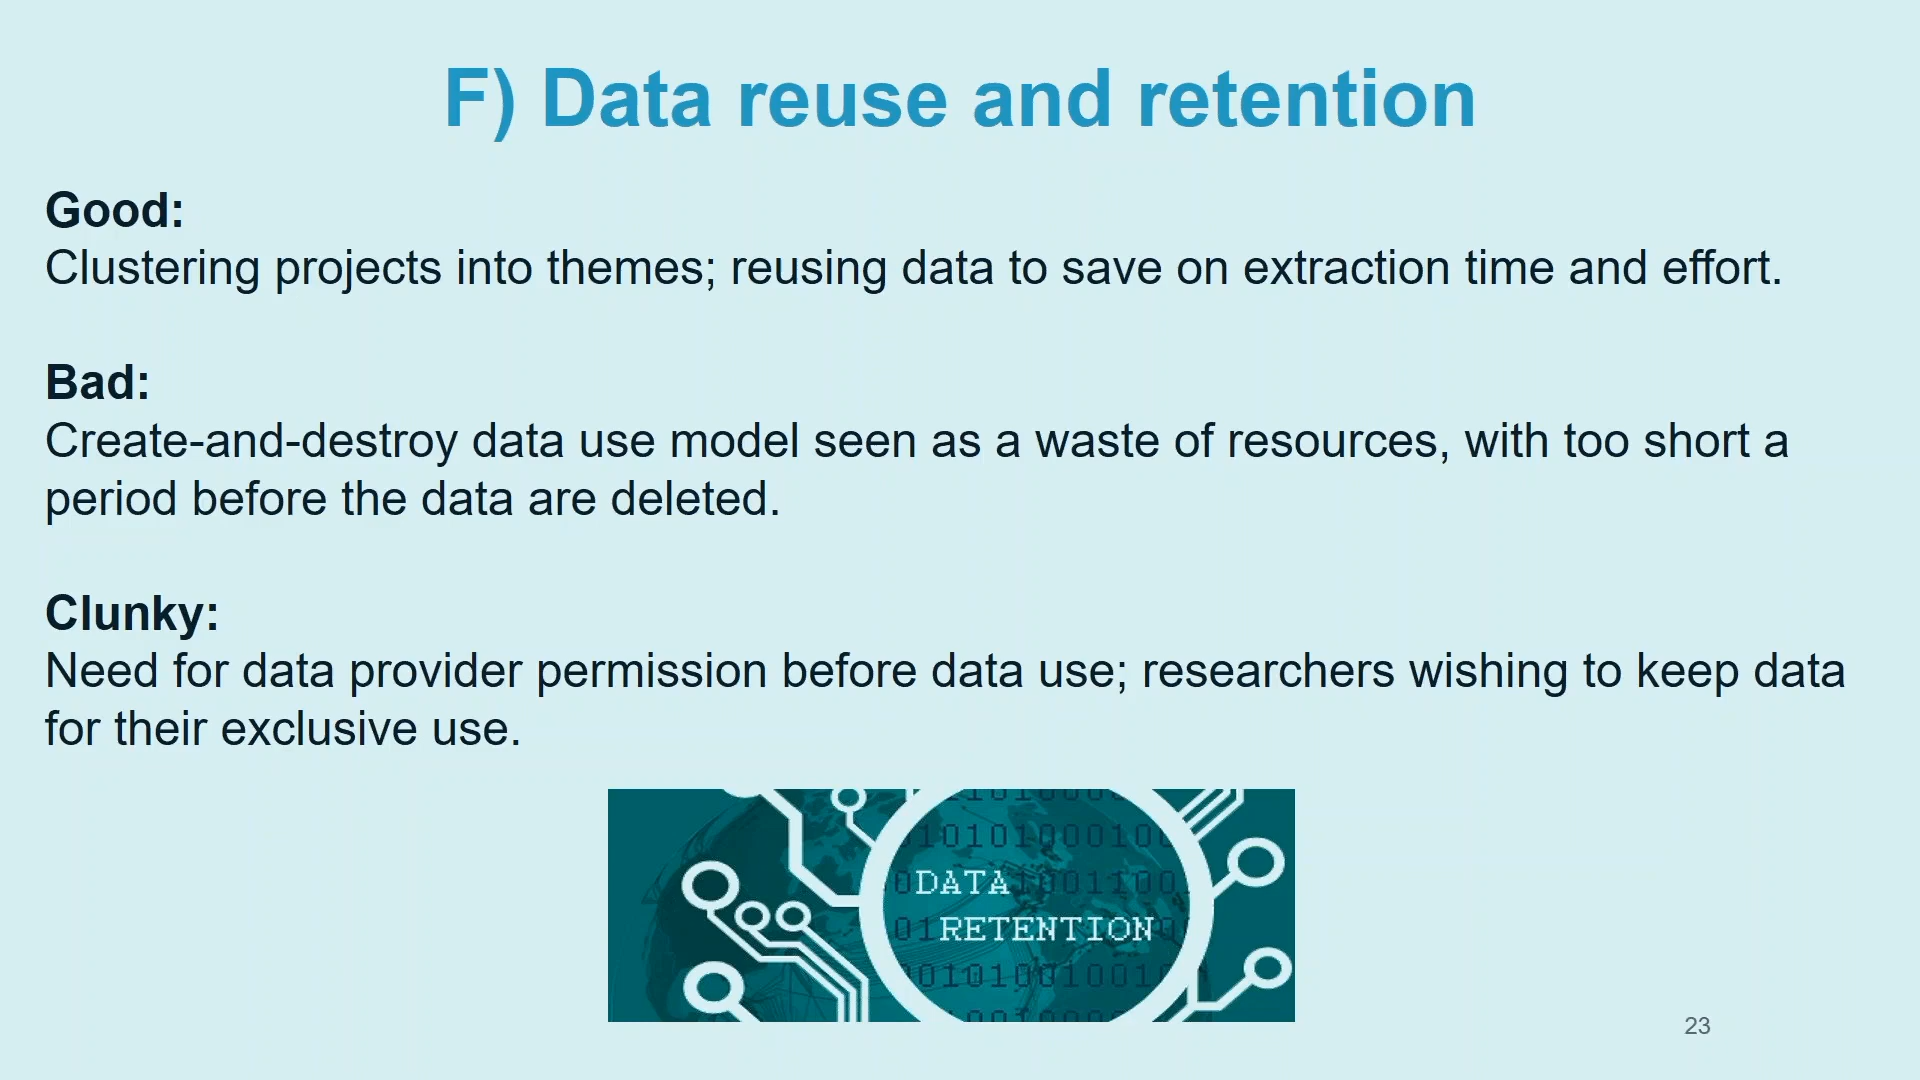 F) Data reuse and retention
Good:
Clustering projects into themes; reusing data to save on extraction time and effort.
Bad:
Create-and-destroy data use model seen as a waste of resources, with too short a
period before the data are deleted.
Clunky:
Need for data provider permission before data use; researchers wishing to keep data
for their exclusive use.
DATA
RETENTION
23